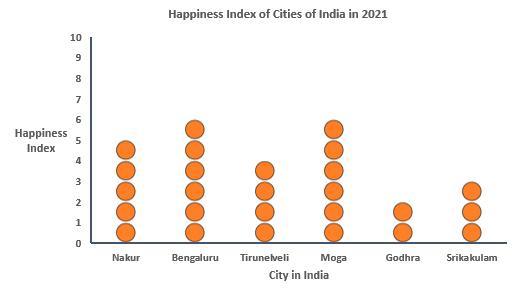 Happiness Index of Cities of India in 2021
10
9
8
7
6
5
4
3
2
1
0
Happiness
Index
Nakur Bengaluru Tirunelveli Moga Godhra Srikakulam
City in India